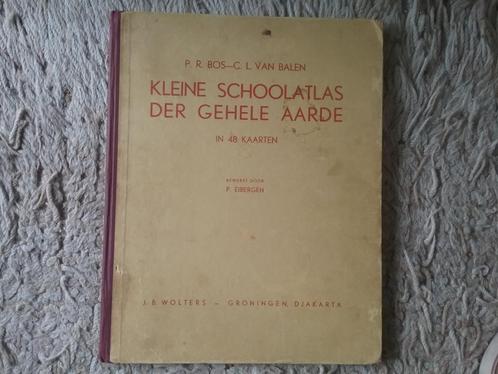 P. R. BOS—C. L. VAN BALEN
KLEINE SCHOOLATLAS
DER GEHELE AARDE
IN 48 KAARTEN
BEWERKT DOOR
P. EIBERGEN
J. B. WOLTERS – GRONINGEN, DJAKARTA